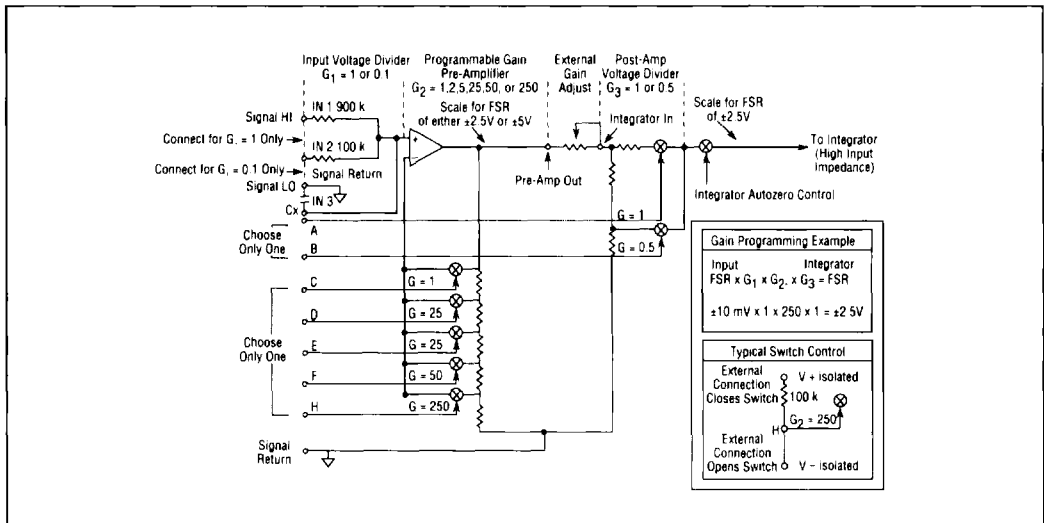 Input Voltage Divider
G1 = 1 or 0.1
Programmable Gain
Pre-Amplifier
G2 = 1,2,5,25,50, or 250
External
Gain
Adjust
Post-Amp
Voltage Divider
G3 = 1 or 0.5
Scale for FSR
of either ±2.5V or ±5V
Scale for FSR
of ±2.5V
Signal HI
IN 1 900 k
Integrator In
Connect for G1 = 1 Only
IN 2 100 k
To Integrator
(High Input
Impedance)
Connect for G1 = 0.1 Only
Signal Return
Pre-Amp Out
Signal LO
Integrator Autozero Control
IN 3
Cx
G = 1
Choose
Only One
A
B
G = 0.5
C
G = 1
D
G = 25
E
G = 25
Choose
Only One
F
G = 50
H
G = 250
Signal
Return
Gain Programming Example
Input Integrator
FSR x G1 x G2. x G3 = FSR
±10 mV x 1 x 250 x 1 = ±2.5V
Typical Switch Control
External
Connection
Closes Switch
V + isolated
100 k
G2 = 250
H
External
Connection
Opens Switch
V - isolated